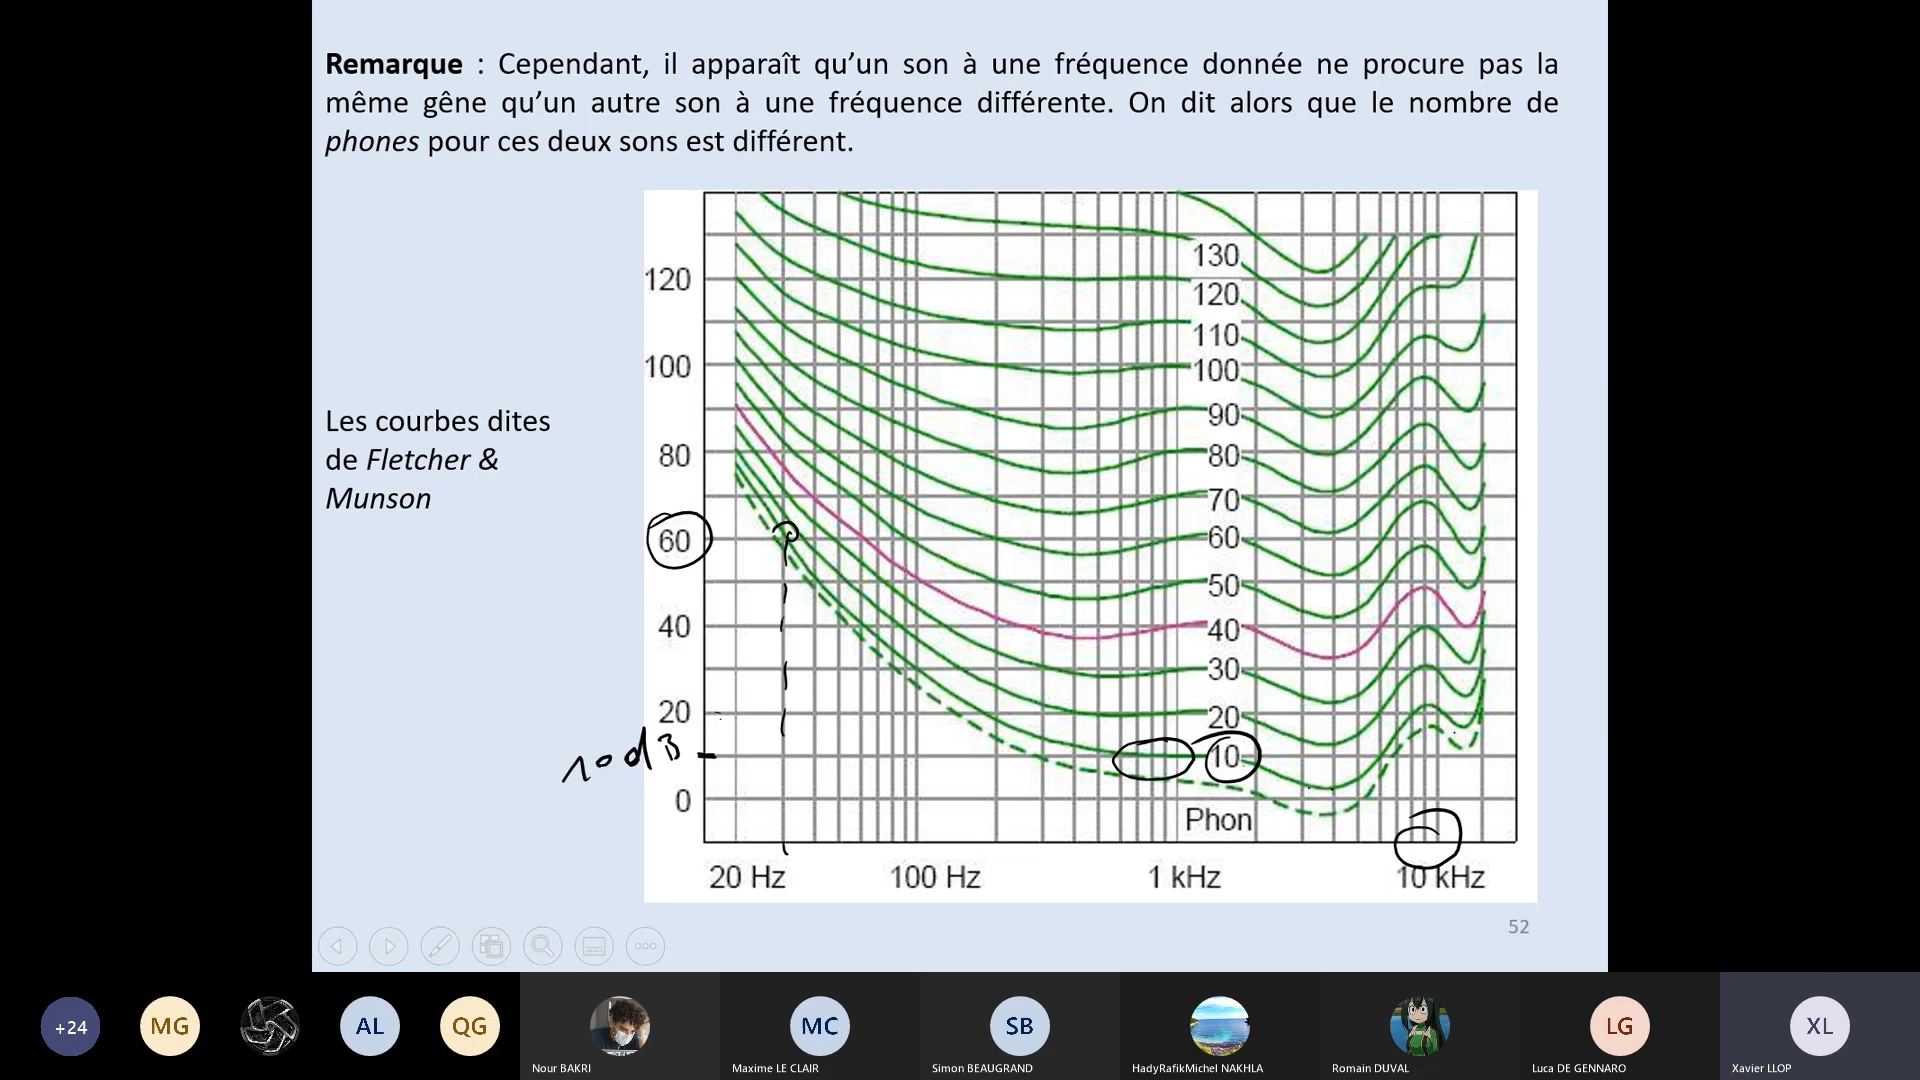 Remarque : Cependant, il apparaît qu’un son à une fréquence donnée ne procure pas la
même gêne qu’un autre son à une fréquence différente. On dit alors que le nombre de
phones pour ces deux sons est différent.
Les courbes dites
de Fletcher &
Munson
120
100
80
60
40
20
0
10 dB
130
120
110
100
90
80
70
60
50
40
30
20
10
Phon
20 Hz 100 Hz 1 kHz 10 kHz
52
+24 MG AL QG MC SB LG XL
Nour BAKRI Maxime LE CLAIR Simon BEAUGRAND HadyRafikMichel NAKHLA Romain DUVAL Luca DE GENNARO Xavier LLOP